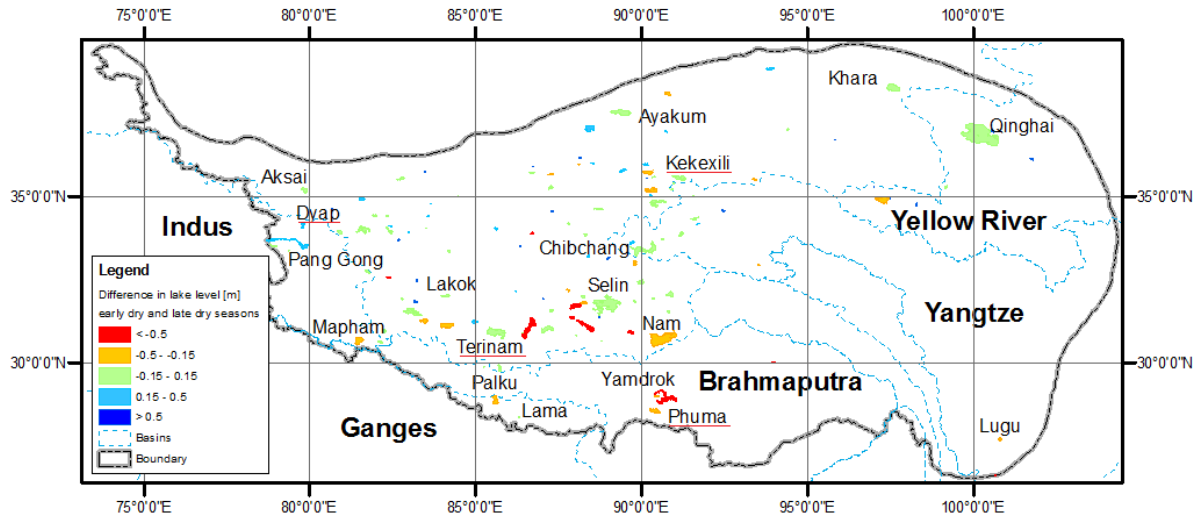 75°0'0"E 80°0'0"E 85°0'0"E 90°0'0"E 95°0'0"E 100°0'0"E
Khara
Ayakum
Qinghai
Kekexili
Aksai
35°0'0"N 35°0'0"N
Dyap
Indus
Yellow River
Chibchang
Pang Gong
Legend
Difference in lake level [m]
early dry and late dry seasons
<-0.5
-0.5 - -0.15
-0.15 - 0.15
0.15 - 0.5
> 0.5
Basins
Boundary
Lakok
Selin
Yangtze
Mapham
Nam
Terinam
30°0'0"N 30°0'0"N
Palku
Yamdrok
Brahmaputra
Lama
Phuma
Ganges
Lugu
75°0'0"E 80°0'0"E 85°0'0"E 90°0'0"E 95°0'0"E 100°0'0"E